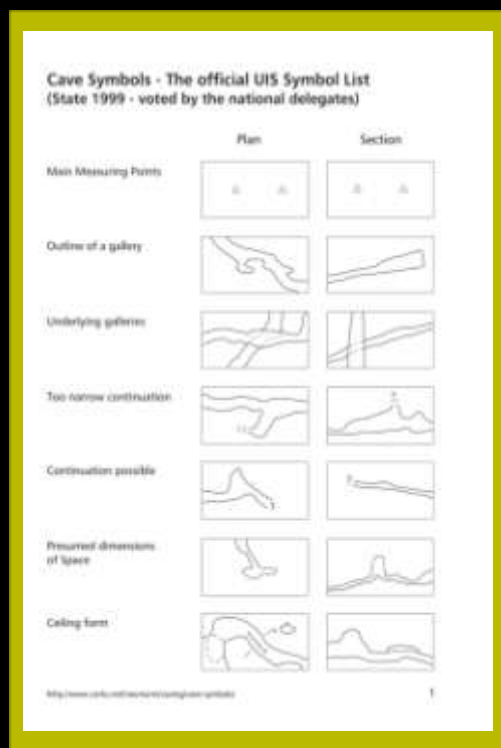 Cave Symbols - The official UIS Symbol List
(State 1999 - voted by the national delegates)
Plan Section
Main Measuring Points
Outline of a gallery
Underlying galleries
Too narrow continuation
Continuation possible
Presumed dimensions
of Space
Ceiling form
1